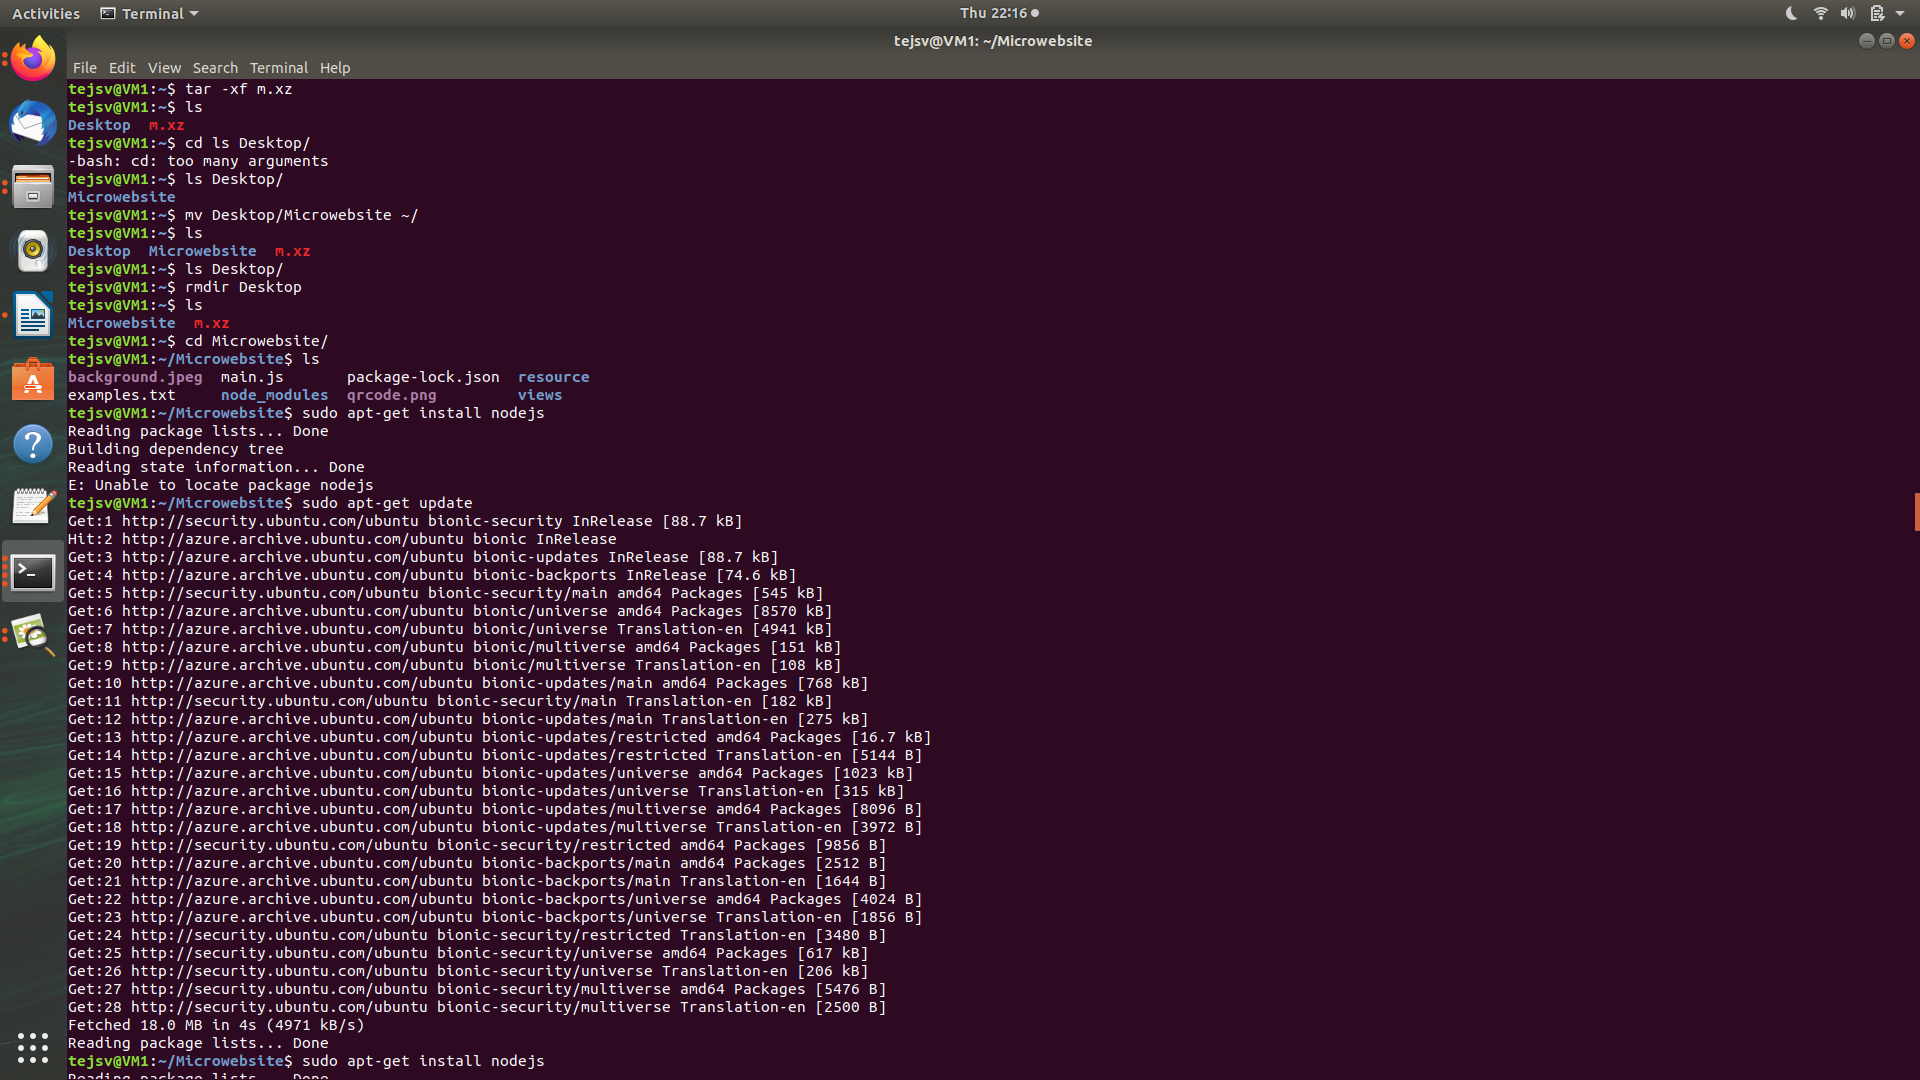 Activities Terminal Thu 22:16
tejsv@VM1: ~/Microwebsite
File Edit View Search Terminal Help
tejsv@VM1:~$ tar -xf m.xz
tejsv@VM1:~$ ls
Desktop  m.xz
tejsv@VM1:~$ cd ls Desktop/
-bash: cd: too many arguments
tejsv@VM1:~$ ls Desktop/
Microwebsite
tejsv@VM1:~$ mv Desktop/Microwebsite ~/
tejsv@VM1:~$ ls
Desktop  Microwebsite  m.xz
tejsv@VM1:~$ ls Desktop/
tejsv@VM1:~$ rmdir Desktop
tejsv@VM1:~$ ls
Microwebsite  m.xz
tejsv@VM1:~$ cd Microwebsite/
tejsv@VM1:~/Microwebsite$ ls
background.jpeg  main.js       package-lock.json  resource
examples.txt     node_modules  qrcode.png         views
tejsv@VM1:~/Microwebsite$ sudo apt-get install nodejs
Reading package lists... Done
Building dependency tree
Reading state information... Done
E: Unable to locate package nodejs
tejsv@VM1:~/Microwebsite$ sudo apt-get update
Get:1 http://security.ubuntu.com/ubuntu bionic-security InRelease [88.7 kB]
Hit:2 http://azure.archive.ubuntu.com/ubuntu bionic InRelease
Get:3 http://azure.archive.ubuntu.com/ubuntu bionic-updates InRelease [88.7 kB]
Get:4 http://azure.archive.ubuntu.com/ubuntu bionic-backports InRelease [74.6 kB]
Get:5 http://security.ubuntu.com/ubuntu bionic-security/main amd64 Packages [545 kB]
Get:6 http://azure.archive.ubuntu.com/ubuntu bionic/universe amd64 Packages [8570 kB]
Get:7 http://azure.archive.ubuntu.com/ubuntu bionic/universe Translation-en [4941 kB]
Get:8 http://azure.archive.ubuntu.com/ubuntu bionic/multiverse amd64 Packages [151 kB]
Get:9 http://azure.archive.ubuntu.com/ubuntu bionic/multiverse Translation-en [108 kB]
Get:10 http://azure.archive.ubuntu.com/ubuntu bionic-updates/main amd64 Packages [768 kB]
Get:11 http://security.ubuntu.com/ubuntu bionic-security/main Translation-en [182 kB]
Get:12 http://azure.archive.ubuntu.com/ubuntu bionic-updates/main Translation-en [275 kB]
Get:13 http://azure.archive.ubuntu.com/ubuntu bionic-updates/restricted amd64 Packages [16.7 kB]
Get:14 http://azure.archive.ubuntu.com/ubuntu bionic-updates/restricted Translation-en [5144 B]
Get:15 http://azure.archive.ubuntu.com/ubuntu bionic-updates/universe amd64 Packages [1023 kB]
Get:16 http://azure.archive.ubuntu.com/ubuntu bionic-updates/universe Translation-en [315 kB]
Get:17 http://azure.archive.ubuntu.com/ubuntu bionic-updates/multiverse amd64 Packages [8096 B]
Get:18 http://azure.archive.ubuntu.com/ubuntu bionic-updates/multiverse Translation-en [3972 B]
Get:19 http://security.ubuntu.com/ubuntu bionic-security/restricted amd64 Packages [9856 B]
Get:20 http://azure.archive.ubuntu.com/ubuntu bionic-backports/main amd64 Packages [2512 B]
Get:21 http://azure.archive.ubuntu.com/ubuntu bionic-backports/main Translation-en [1644 B]
Get:22 http://azure.archive.ubuntu.com/ubuntu bionic-backports/universe amd64 Packages [4024 B]
Get:23 http://azure.archive.ubuntu.com/ubuntu bionic-backports/universe Translation-en [1856 B]
Get:24 http://security.ubuntu.com/ubuntu bionic-security/restricted Translation-en [3480 B]
Get:25 http://security.ubuntu.com/ubuntu bionic-security/universe amd64 Packages [617 kB]
Get:26 http://security.ubuntu.com/ubuntu bionic-security/universe Translation-en [206 kB]
Get:27 http://security.ubuntu.com/ubuntu bionic-security/multiverse amd64 Packages [5476 B]
Get:28 http://security.ubuntu.com/ubuntu bionic-security/multiverse Translation-en [2500 B]
Fetched 18.0 MB in 4s (4971 kB/s)
Reading package lists... Done
tejsv@VM1:~/Microwebsite$ sudo apt-get install nodejs
Reading package lists... Done